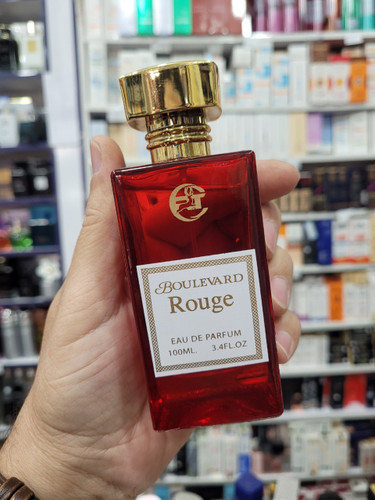 BOULEVARD
Rouge
EAU DE PARFUM
100ML. 3.4FL.OZ